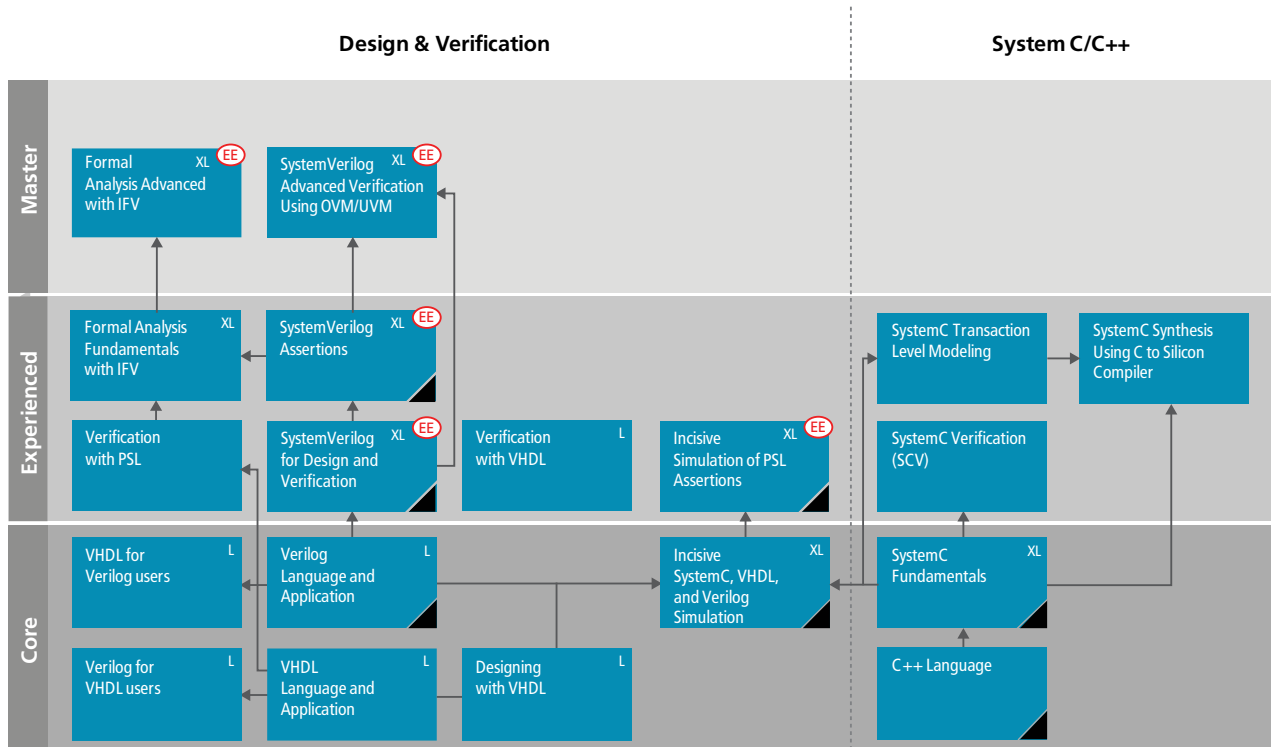 Design & Verification
System C/C++
Master
Formal XL EE
Analysis Advanced
with IFV
SystemVerilog XL EE
Advanced Verification
Using OVM/UVM
Experienced
Formal Analysis XL
Fundamentals
with IFV
SystemVerilog XL EE
Assertions
SystemC Transaction
Level Modeling
SystemC Synthesis
Using C to Silicon
Compiler
Verification
with PSL
SystemVerilog XL EE
for Design and
Verification
Verification L
with VHDL
Incisive XL EE
Simulation of PSL
Assertions
SystemC Verification
(SCV)
Core
VHDL for L
Verilog users
Verilog L
Language and
Application
Incisive XL
SystemC, VHDL,
and Verilog
Simulation
SystemC XL
Fundamentals
Verilog for L
VHDL users
VHDL L
Language and
Application
Designing L
with VHDL
C++ Language